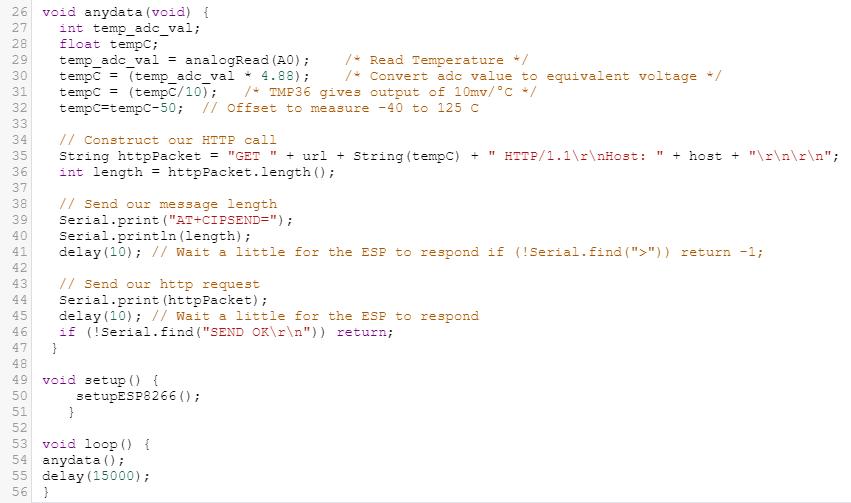 26 void anydata(void) {
27   int temp_adc_val;
28   float tempC;
29   temp_adc_val = analogRead(A0);    /* Read Temperature */
30   tempC = (temp_adc_val * 4.88);    /* Convert adc value to equivalent voltage */
31   tempC = (tempC/10);   /* TMP36 gives output of 10mv/°C */
32   tempC=tempC-50;  // Offset to measure -40 to 125 C
33
34   // Construct our HTTP call
35   String httpPacket = "GET " + url + String(tempC) + " HTTP/1.1\r\nHost: " + host + "\r\n\r\n";
36   int length = httpPacket.length();
37
38   // Send our message length
39   Serial.print("AT+CIPSEND=");
40   Serial.println(length);
41   delay(10); // Wait a little for the ESP to respond if (!Serial.find(">")) return -1;
42
43   // Send our http request
44   Serial.print(httpPacket);
45   delay(10); // Wait a little for the ESP to respond
46   if (!Serial.find("SEND OK\r\n")) return;
47  }
48
49 void setup() {
50     setupESP8266();
51    }
52
53 void loop() {
54 anydata();
55 delay(15000);
56 }